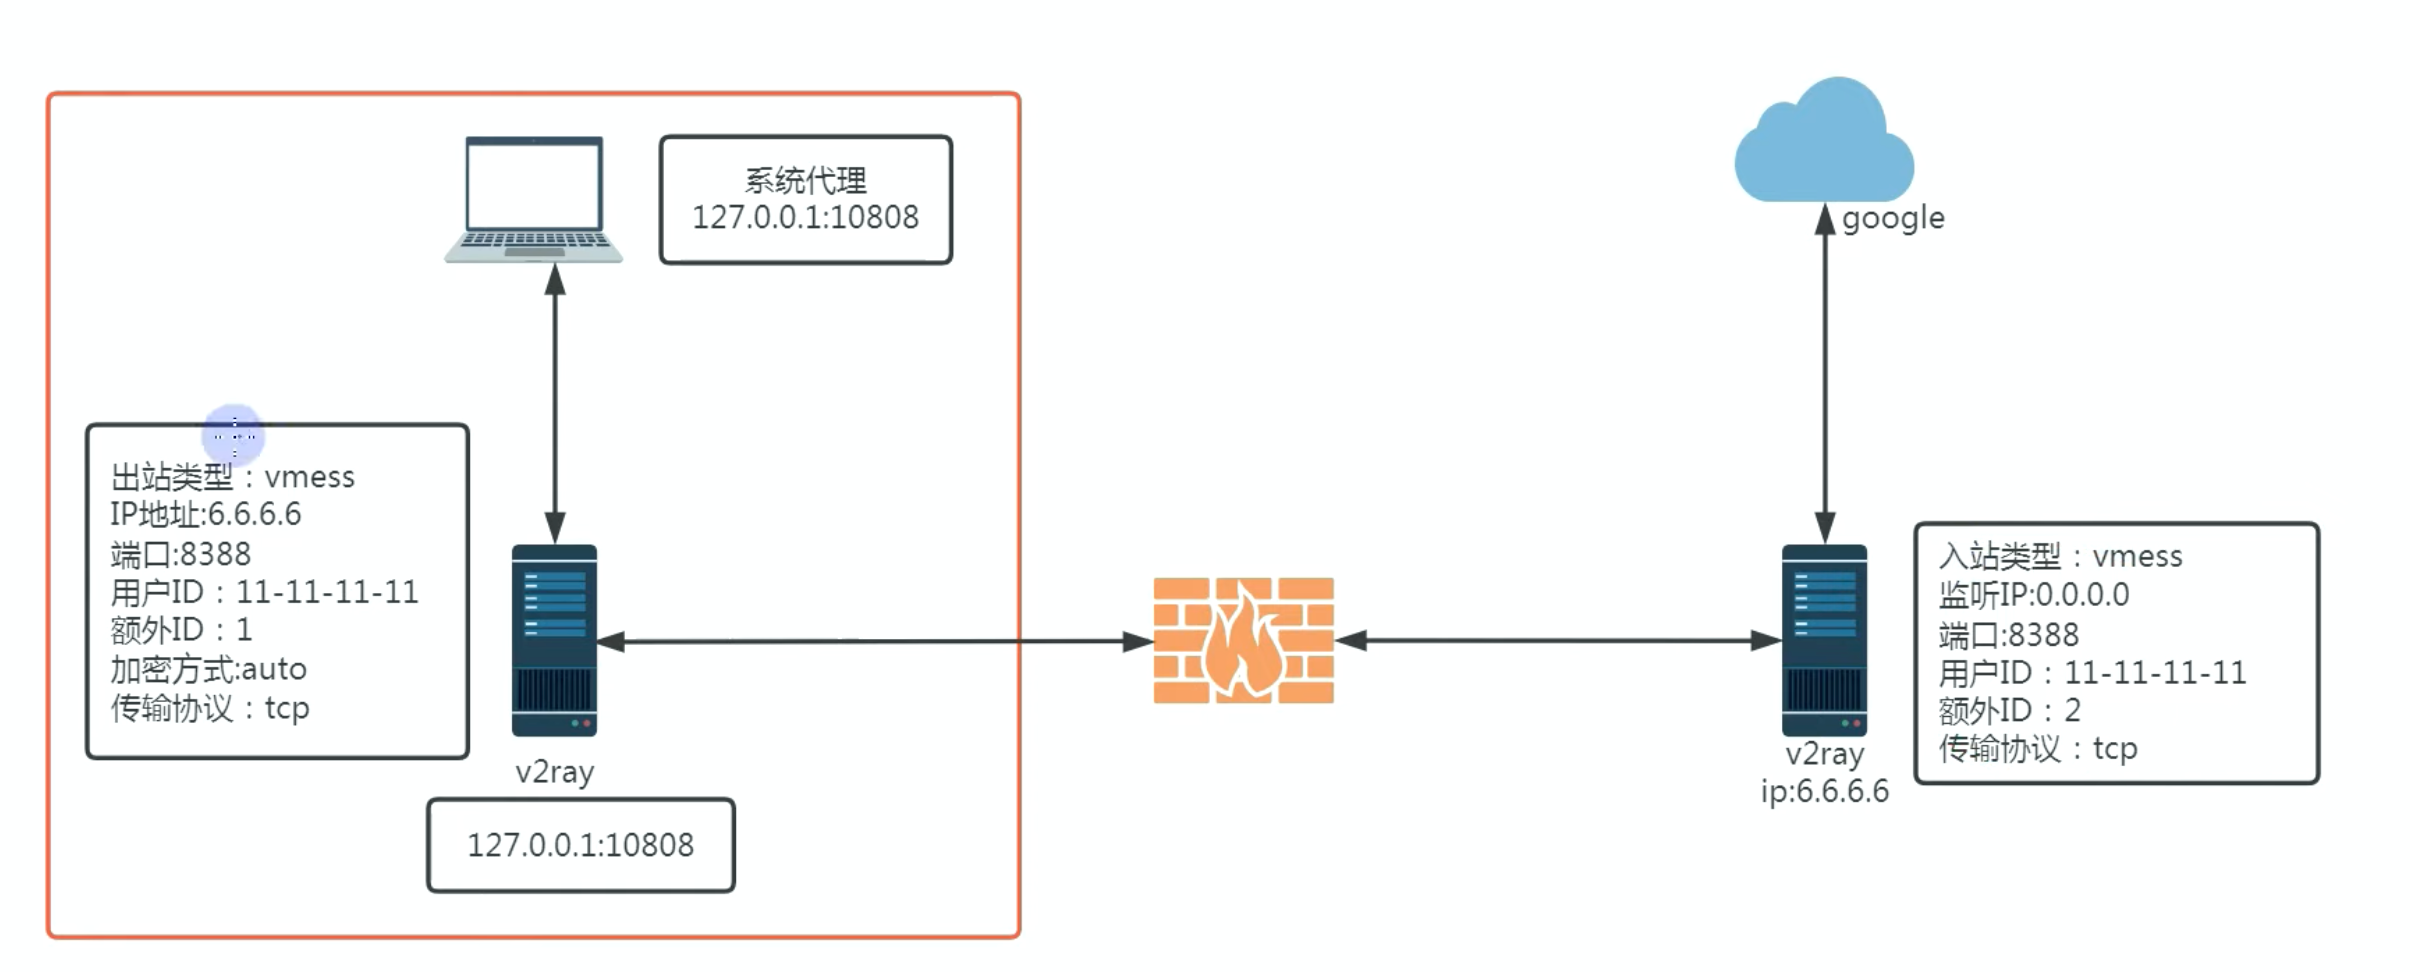 系统代理
127.0.0.1:10808
google
出站类型：vmess
IP地址:6.6.6.6
端口:8388
用户ID：11-11-11-11
额外ID：1
加密方式:auto
传输协议：tcp
v2ray
127.0.0.1:10808
入站类型：vmess
监听IP:0.0.0.0
端口:8388
用户ID：11-11-11-11
额外ID：2
传输协议：tcp
v2ray
ip:6.6.6.6